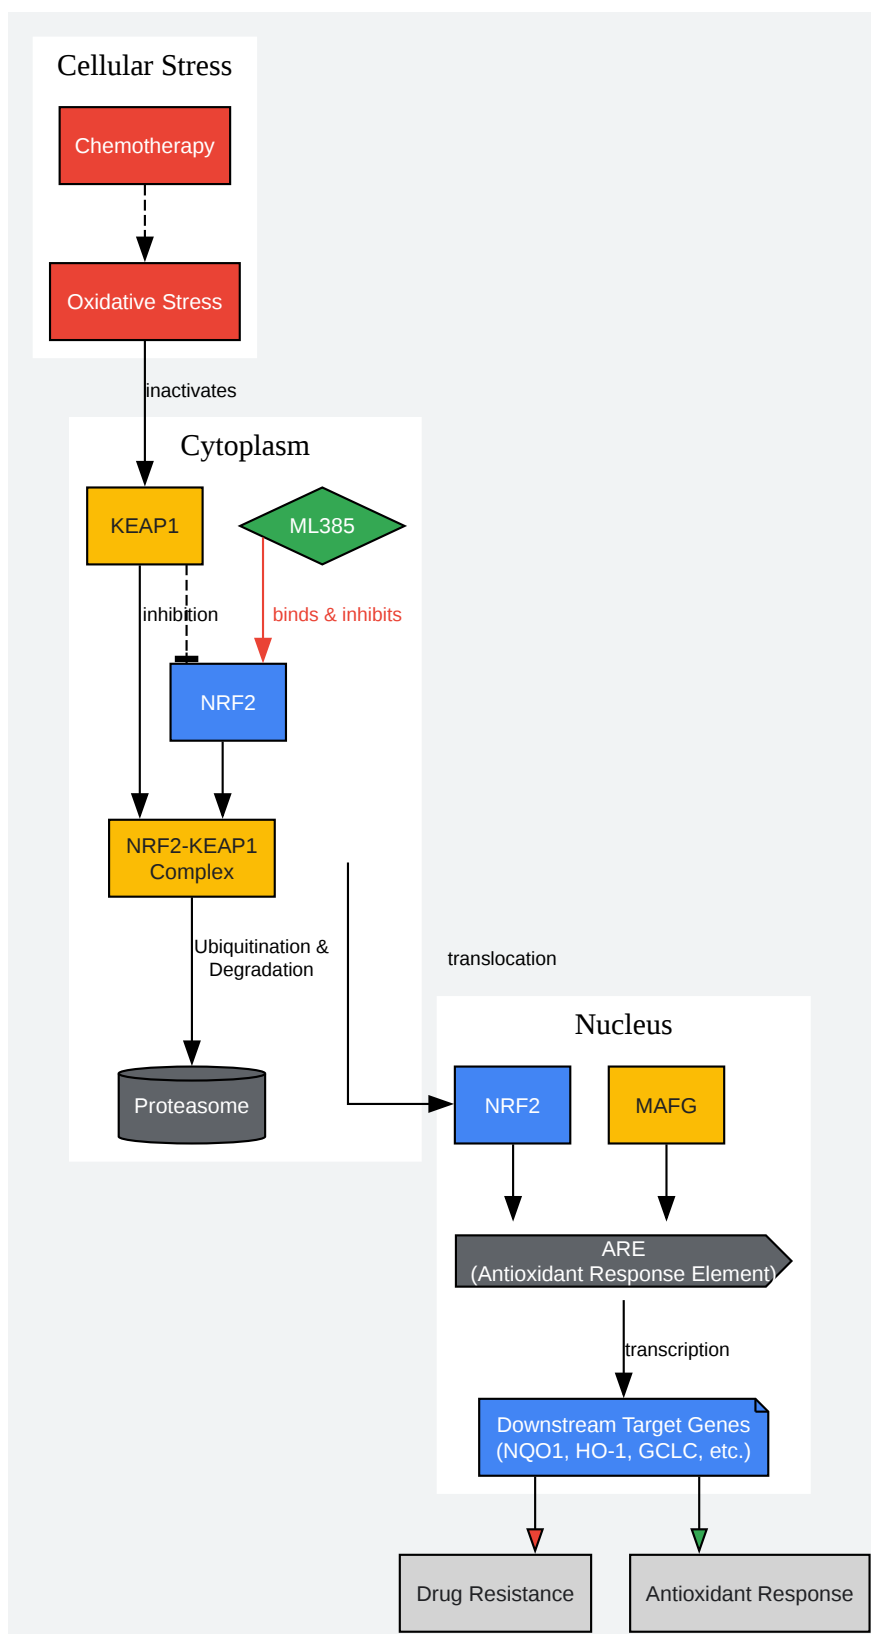 Cellular Stress
Chemotherapy
Oxidative Stress
inactivates
Cytoplasm
KEAP1
ML385
inhibition
binds & inhibits
NRF2
NRF2-KEAP1
Complex
Ubiquitination &
Degradation
translocation
Nucleus
Proteasome
NRF2
MAFG
ARE
(Antioxidant Response Element)
transcription
Downstream Target Genes
(NQO1, HO-1, GCLC, etc.)
Drug Resistance
Antioxidant Response